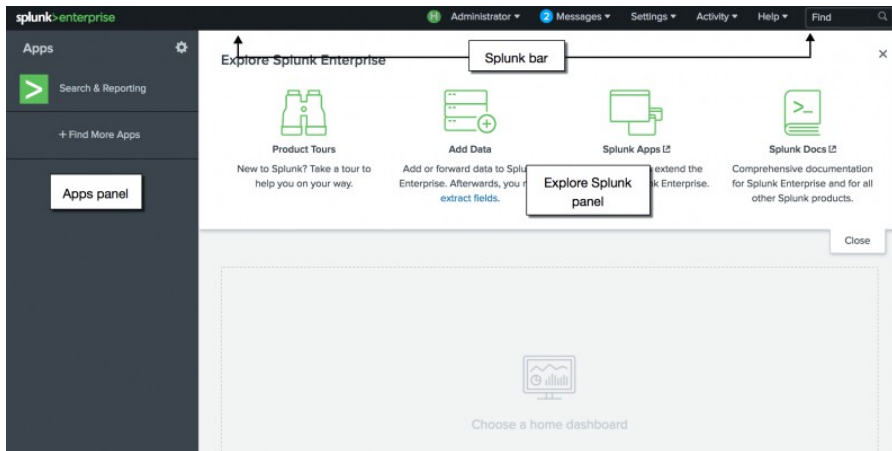 splunk>enterprise
H Administrator 2 Messages Settings Activity Help Find
Apps
Search & Reporting
+ Find More Apps
Apps panel
Explore Splunk Enterprise
Splunk bar
Product Tours
New to Splunk? Take a tour to
help you on your way.
Add Data
Add or forward data to Splu
Enterprise. Afterwards, you
extract fields.
Splunk Apps
extend the
k Enterprise.
Explore Splunk
panel
Splunk Docs
Comprehensive documentation
for Splunk Enterprise and for all
other Splunk products.
Close
Choose a home dashboard